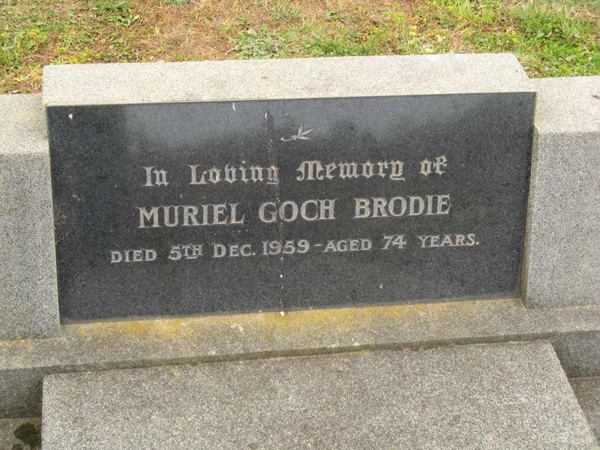 In Loving Memory of
MURIEL GOCH BRODIE
DIED 5TH DEC. 1959 - AGED 74 YEARS.